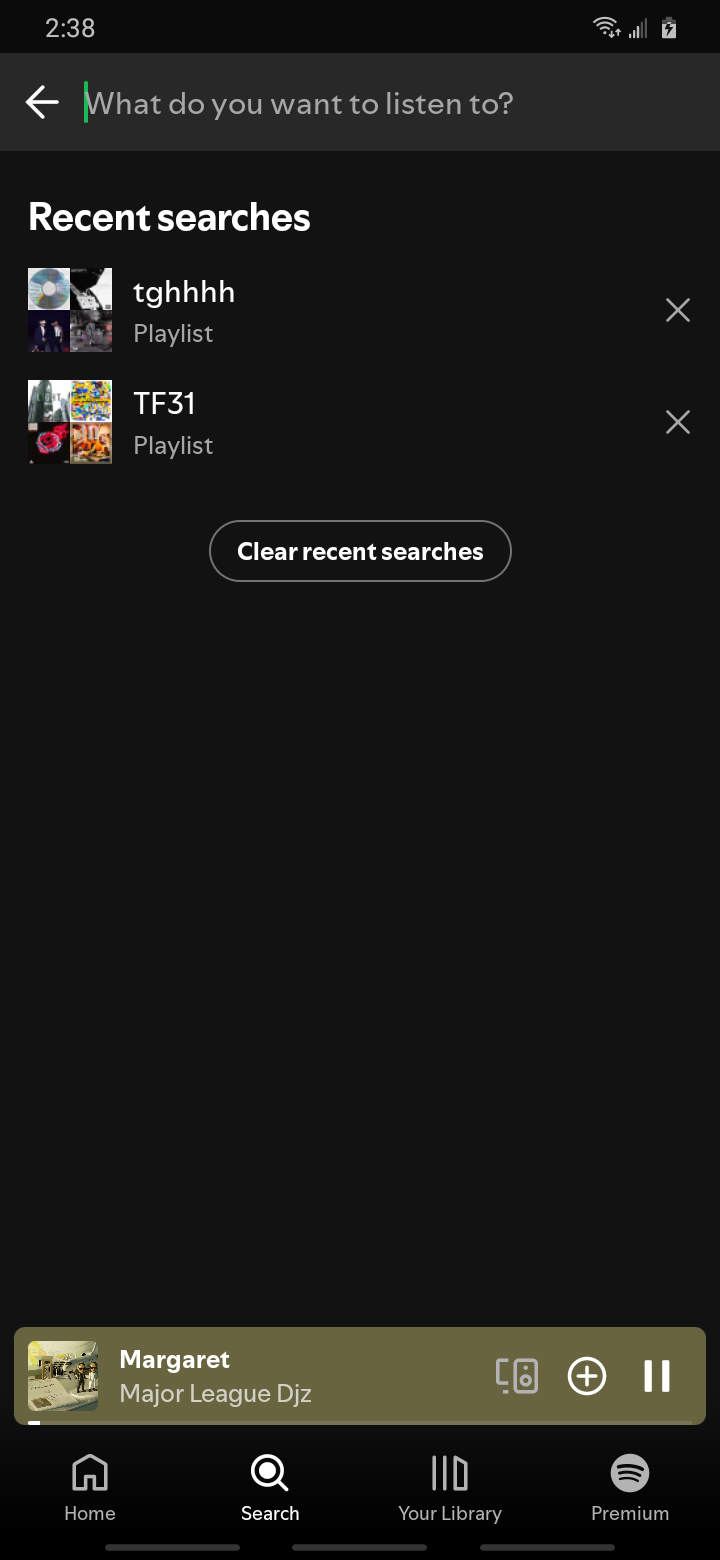 2:38
What do you want to listen to?
Recent searches
tghhhh
Playlist
TF31
Playlist
Clear recent searches
Margaret
Major League Djz
Home
Search
Your Library
Premium